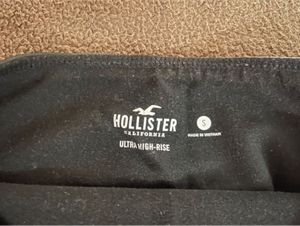 HOLLISTER
CALIFORNIA
ULTRA HIGH-RISE
S
MADE IN VIETNAM